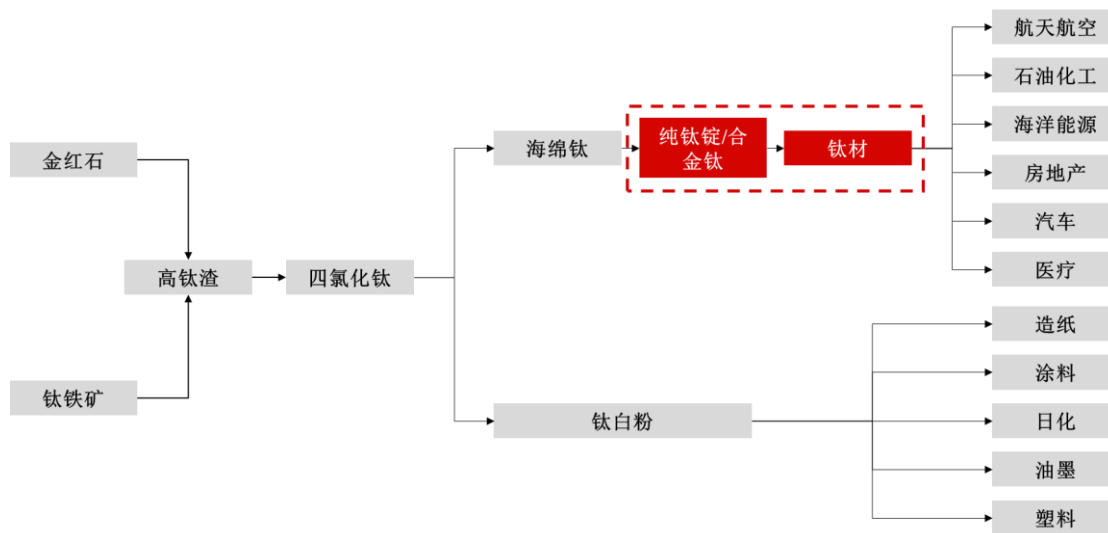 金红石
钛铁矿
高钛渣
四氯化钛
海绵钛
纯钛锭/合
金钛
钛材
钛白粉
航天航空
石油化工
海洋能源
房地产
汽车
医疗
造纸
涂料
日化
油墨
塑料